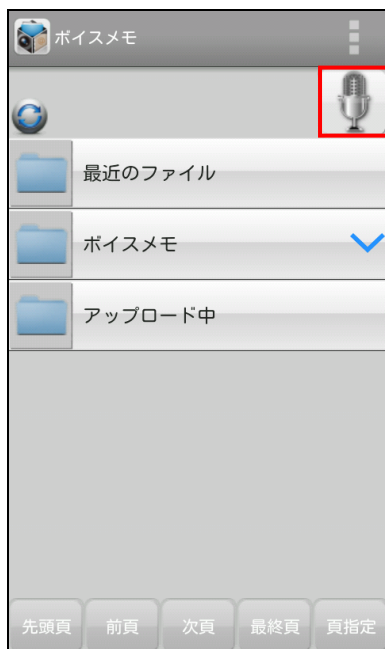 ボイスメモ
最近のファイル
ボイスメモ
アップロード中
先頭頁 前頁 次頁 最終頁 頁指定